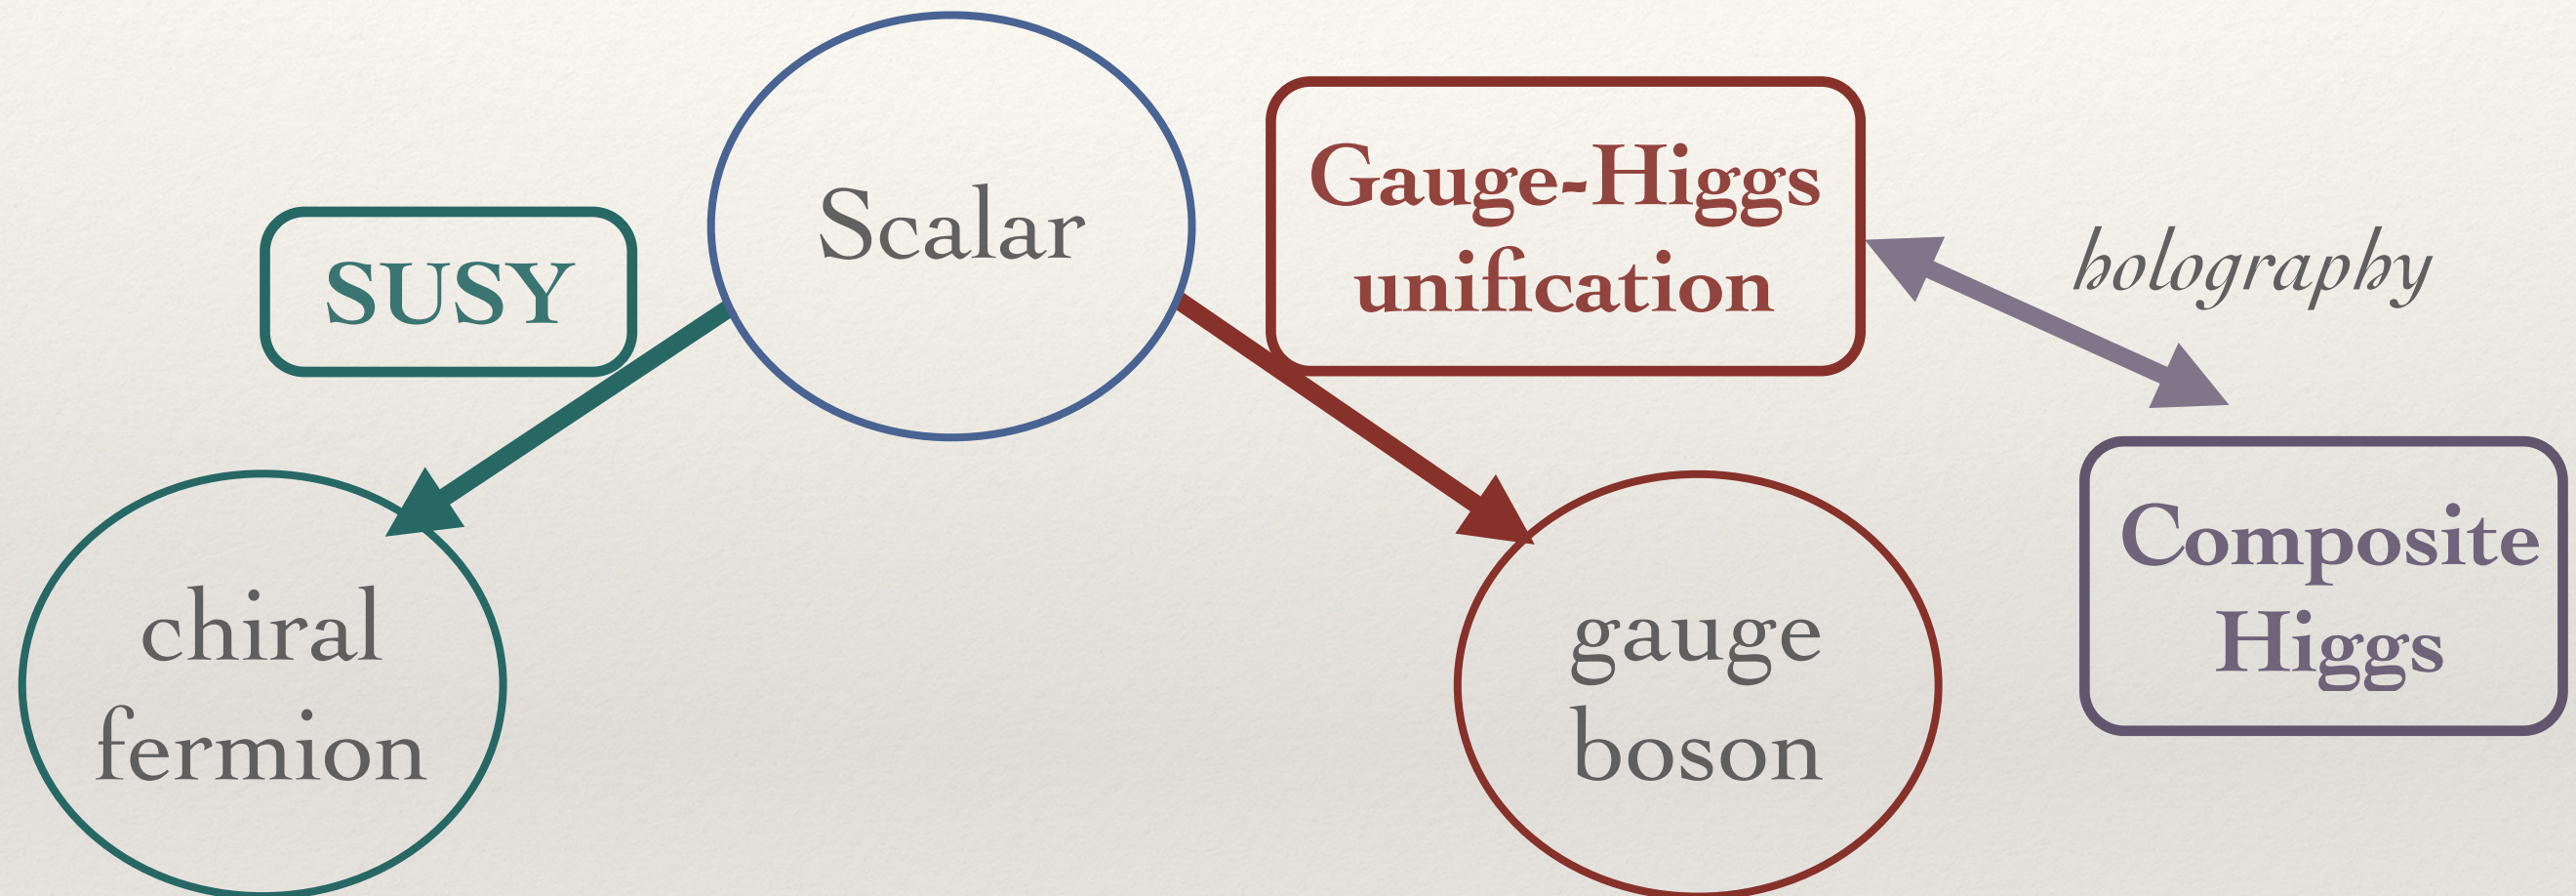 Scalar
SUSY
Gauge-Higgs
unification
holography
chiral
fermion
gauge
boson
Composite
Higgs